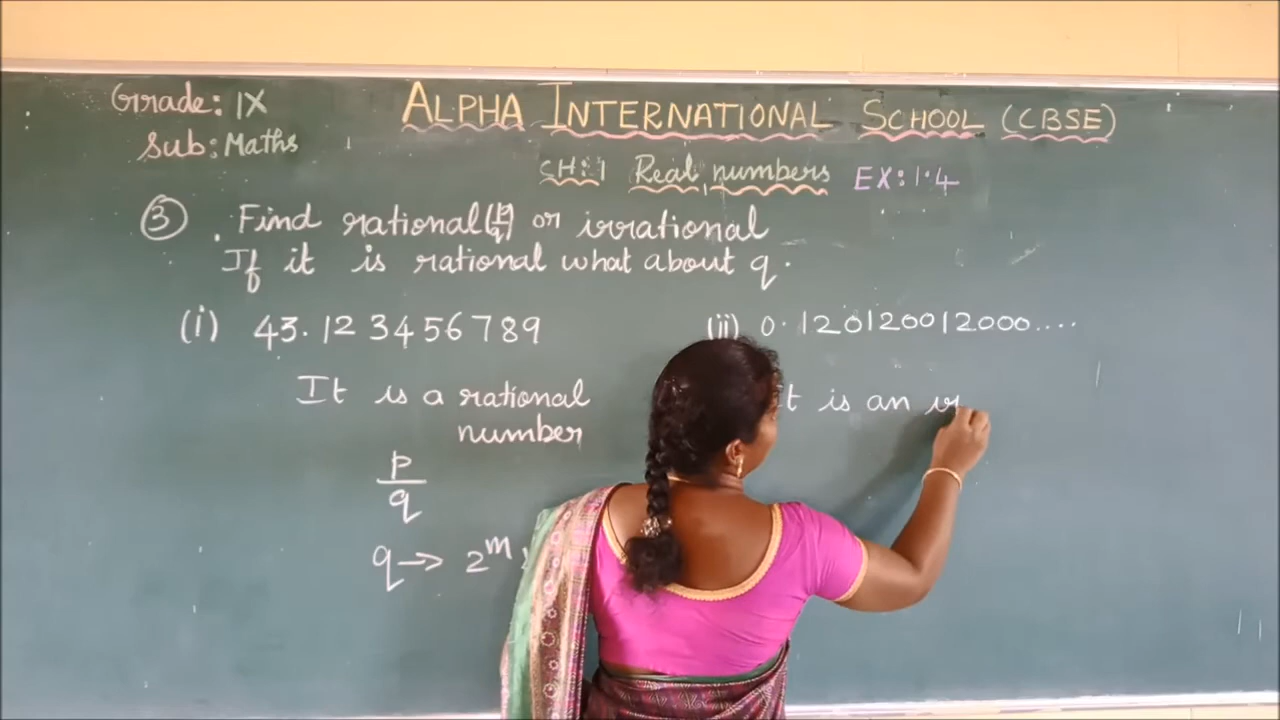 Grade: IX
Sub: Maths
ALPHA INTERNATIONAL SCHOOL (CBSE)
CH:1 Real numbers EX:1.4
③ Find rational (p/q) or irrational
If it is rational what about q.
(i) 43.123456789
(ii) 0.120120012000....
It is a rational
number
p/q
q → 2^m
It is an ir